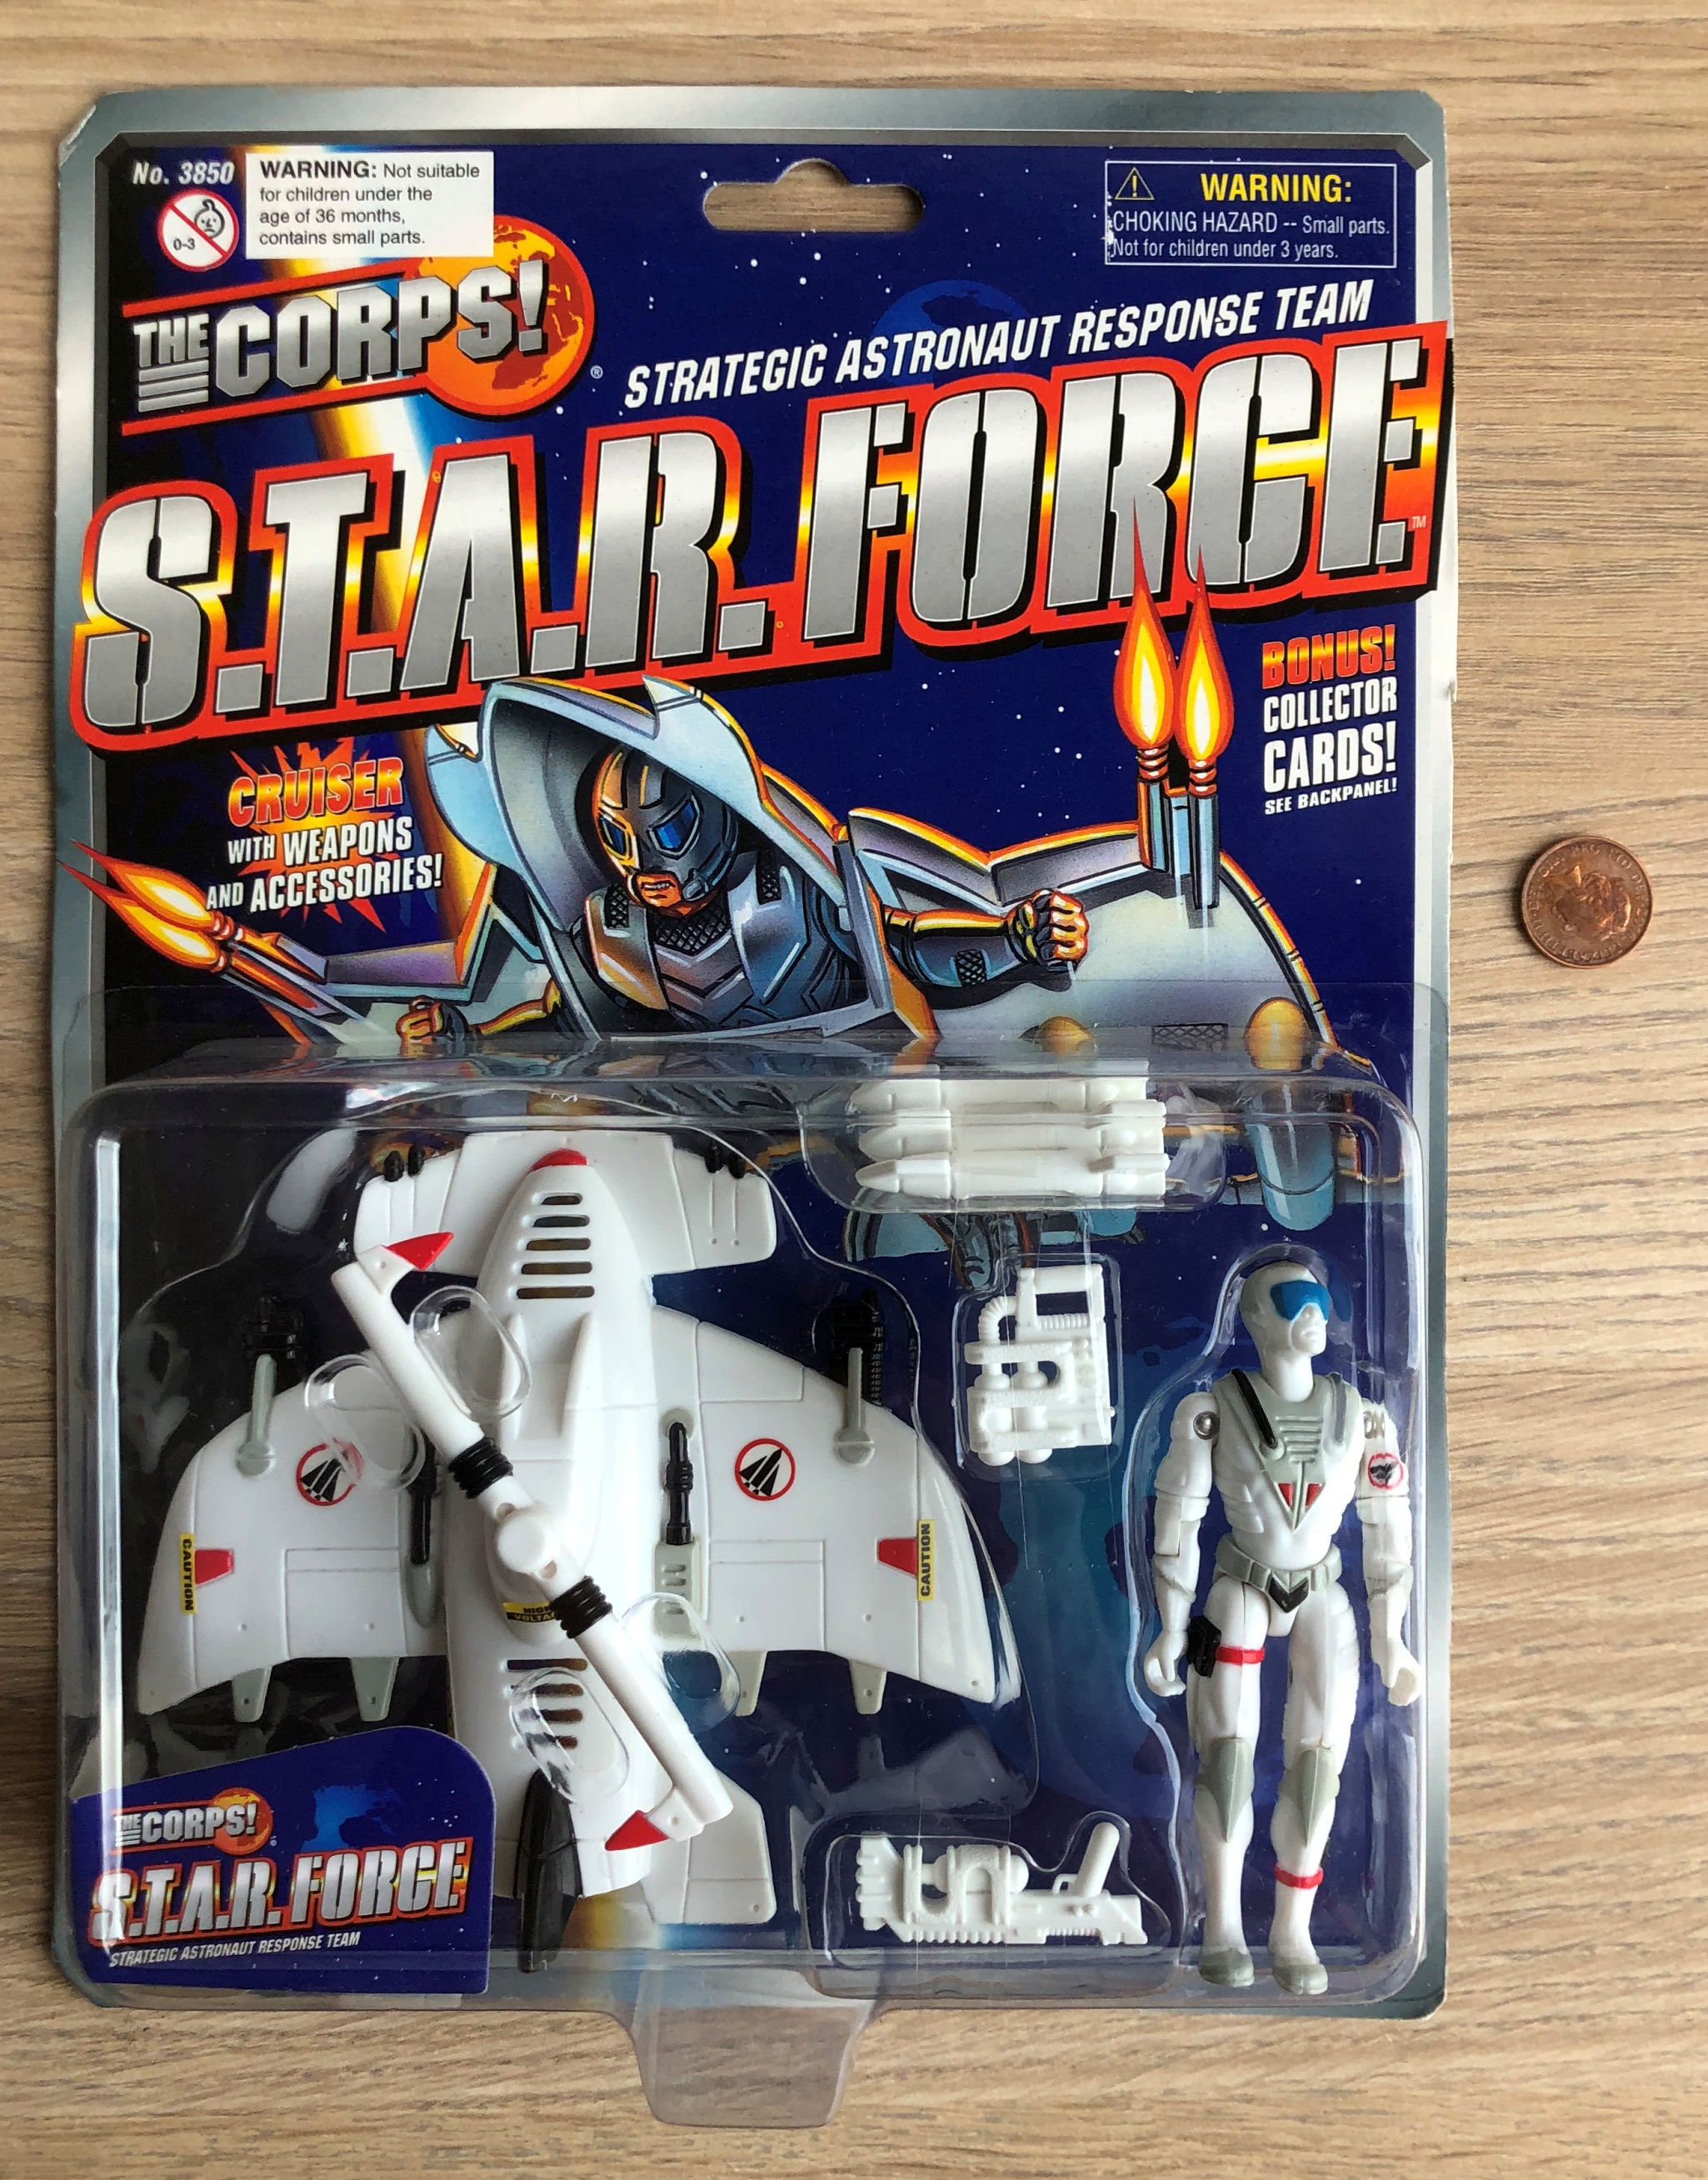 No. 3850
WARNING: Not suitable
for children under the
age of 36 months,
contains small parts.
0-3
WARNING:
CHOKING HAZARD -- Small parts.
Not for children under 3 years.
THE CORPS!
®
STRATEGIC ASTRONAUT RESPONSE TEAM
S.T.A.R. FORCE
TM
BONUS!
COLLECTOR
CARDS!
SEE BACKPANEL!
CRUISER
WITH WEAPONS
AND ACCESSORIES!
CAUTION
CAUTION
HIGH
THE CORPS!
S.T.A.R. FORCE
STRATEGIC ASTRONAUT RESPONSE TEAM